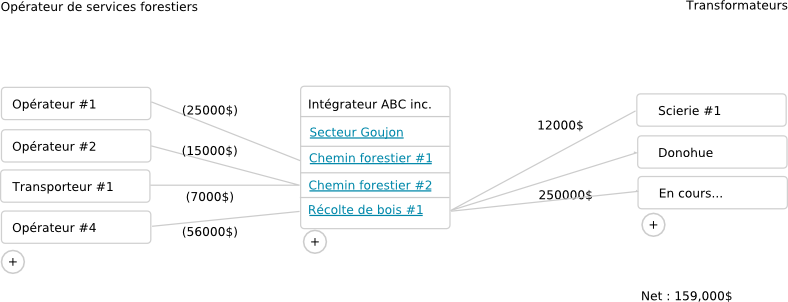 Opérateur de services forestiers
Transformateurs
Opérateur #1
Opérateur #2
Transporteur #1
Opérateur #4
+
(25000$)
(15000$)
(7000$)
(56000$)
Intégrateur ABC inc.
Secteur Goujon
Chemin forestier #1
Chemin forestier #2
Récolte de bois #1
+
12000$
250000$
Scierie #1
Donohue
En cours...
+
Net : 159,000$